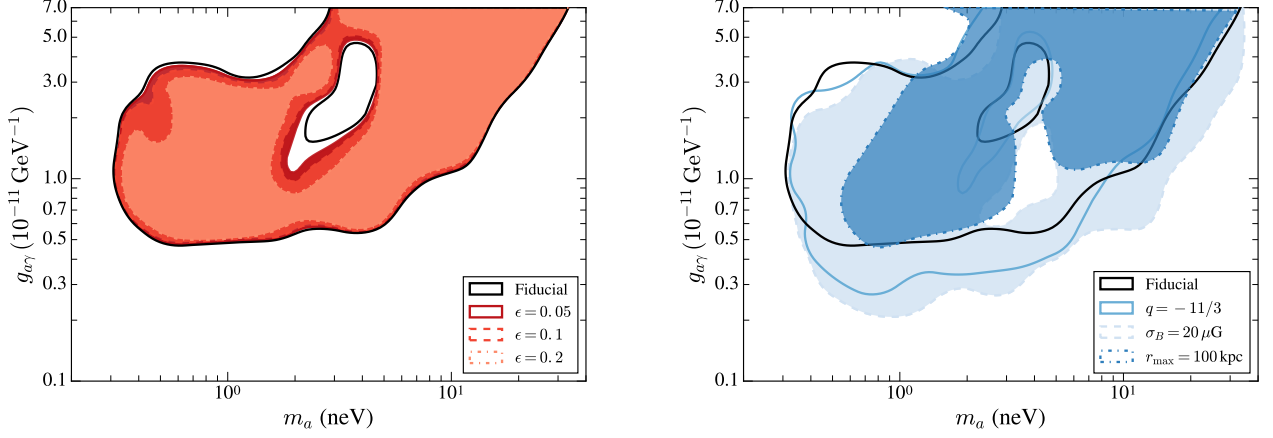 7.0
5.0
3.0
1.0
0.7
0.5
0.3
0.1
g_{aγ} (10^{−11} GeV^{−1})
10^0
10^1
m_a (neV)
Fiducial
ϵ = 0.05
ϵ = 0.1
ϵ = 0.2
7.0
5.0
3.0
1.0
0.7
0.5
0.3
0.1
g_{aγ} (10^{−11} GeV^{−1})
10^0
10^1
m_a (neV)
Fiducial
q = −11/3
σ_B = 20 μG
r_max = 100 kpc